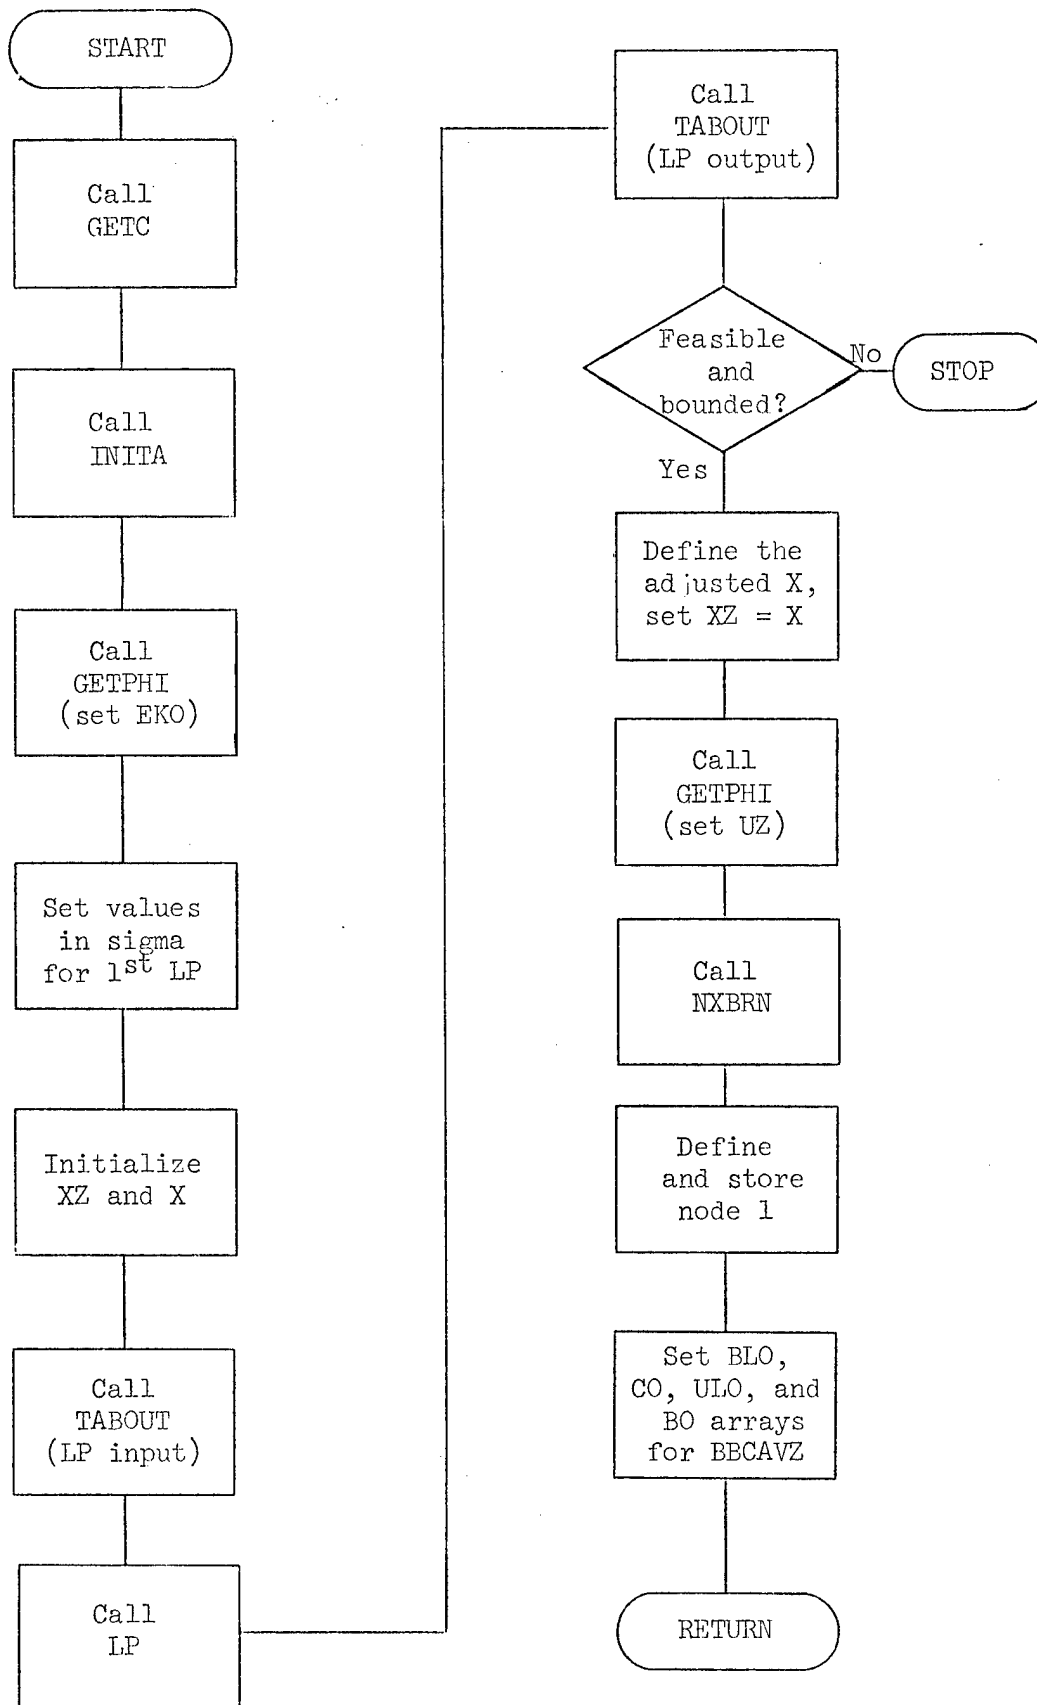 START
Call
GETC
Call
INITA
Call
GETPHI
(set EKO)
Set values
in sigma
for 1st LP
Initialize
XZ and X
Call
TABOUT
(LP input)
Call
LP
Call
TABOUT
(LP output)
Feasible
and
bounded?
No
STOP
Yes
Define the
adjusted X,
set XZ = X
Call
GETPHI
(set UZ)
Call
NXBRN
Define
and store
node 1
Set BLO,
CO, ULO, and
BO arrays
for BBCAVZ
RETURN